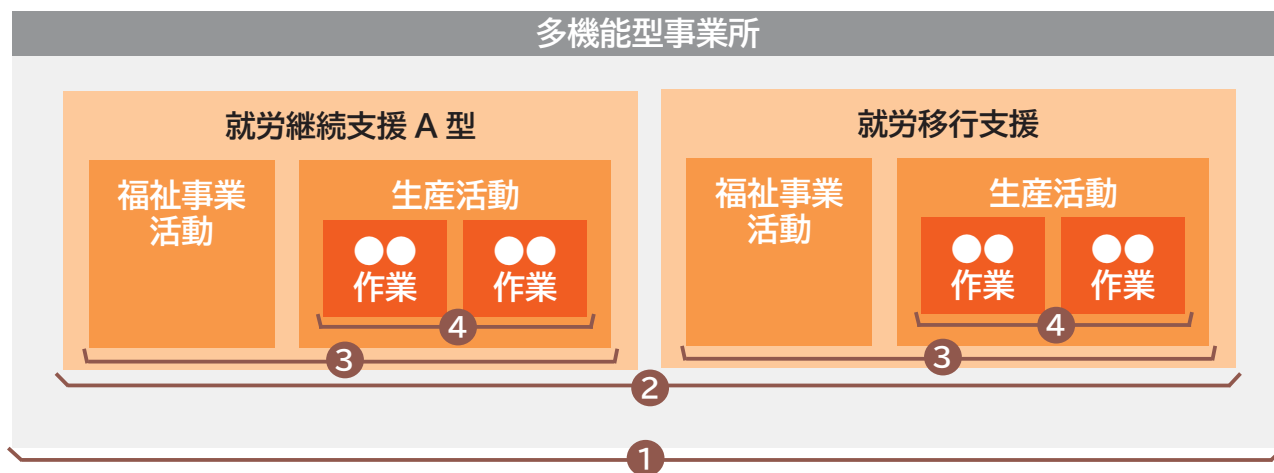 多機能型事業所
就労継続支援 A 型
福祉事業
活動
生産活動
●●
作業
●●
作業
4
3
就労移行支援
福祉事業
活動
生産活動
●●
作業
●●
作業
4
3
2
1